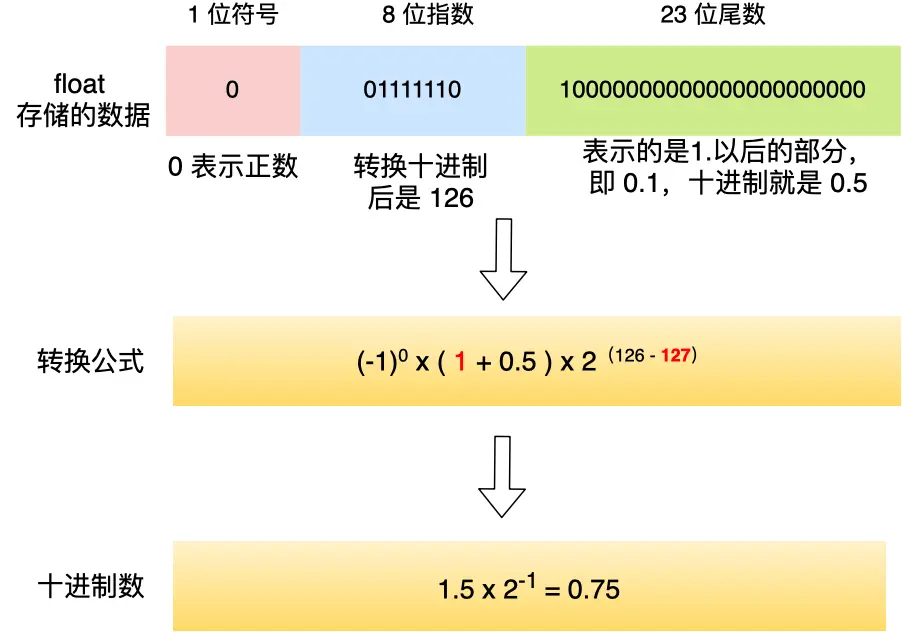 1 位符号 8 位指数 23 位尾数
float
存储的数据
0 01111110 10000000000000000000000
0 表示正数
转换十进制
后是 126
表示的是1.以后的部分，
即 0.1，十进制就是 0.5
转换公式
(-1)⁰ x ( 1 + 0.5 ) x 2（126 - 127）
十进制数
1.5 x 2⁻¹ = 0.75